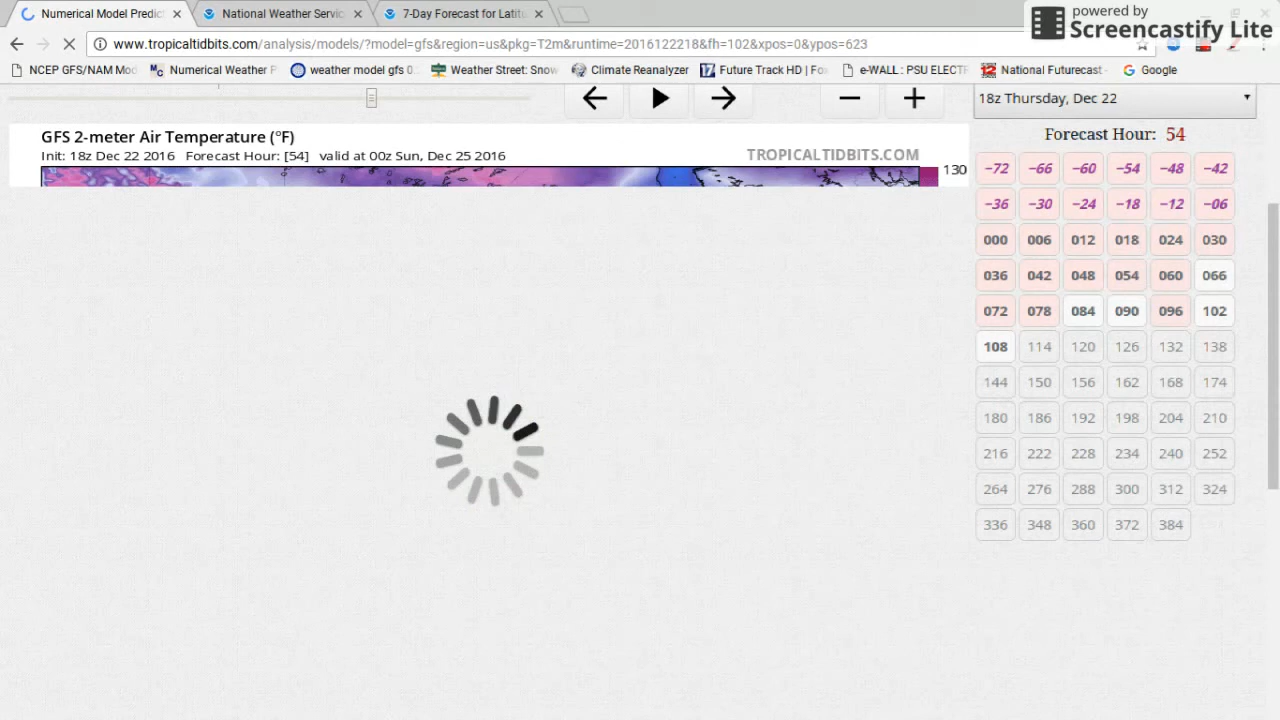 Numerical Model Predic
National Weather Servic
7-Day Forecast for Latitu
powered by
Screencastify Lite
www.tropicaltidbits.com/analysis/models/?model=gfs&region=us&pkg=T2m&runtime=2016122218&fh=102&xpos=0&ypos=623
NCEP GFS/NAM Mod
Numerical Weather P
weather model gfs 0.
Weather Street: Snow
Climate Reanalyzer
Future Track HD | Fox
e-WALL : PSU ELECTR
National Futurecast -
Google
18z Thursday, Dec 22
GFS 2-meter Air Temperature (°F)
Init: 18z Dec 22 2016 Forecast Hour: [54] valid at 00z Sun, Dec 25 2016
TROPICALTIDBITS.COM
130
Forecast Hour: 54
−72 −66 −60 −54 −48 −42
−36 −30 −24 −18 −12 −06
000 006 012 018 024 030
036 042 048 054 060 066
072 078 084 090 096 102
108 114 120 126 132 138
144 150 156 162 168 174
180 186 192 198 204 210
216 222 228 234 240 252
264 276 288 300 312 324
336 348 360 372 384